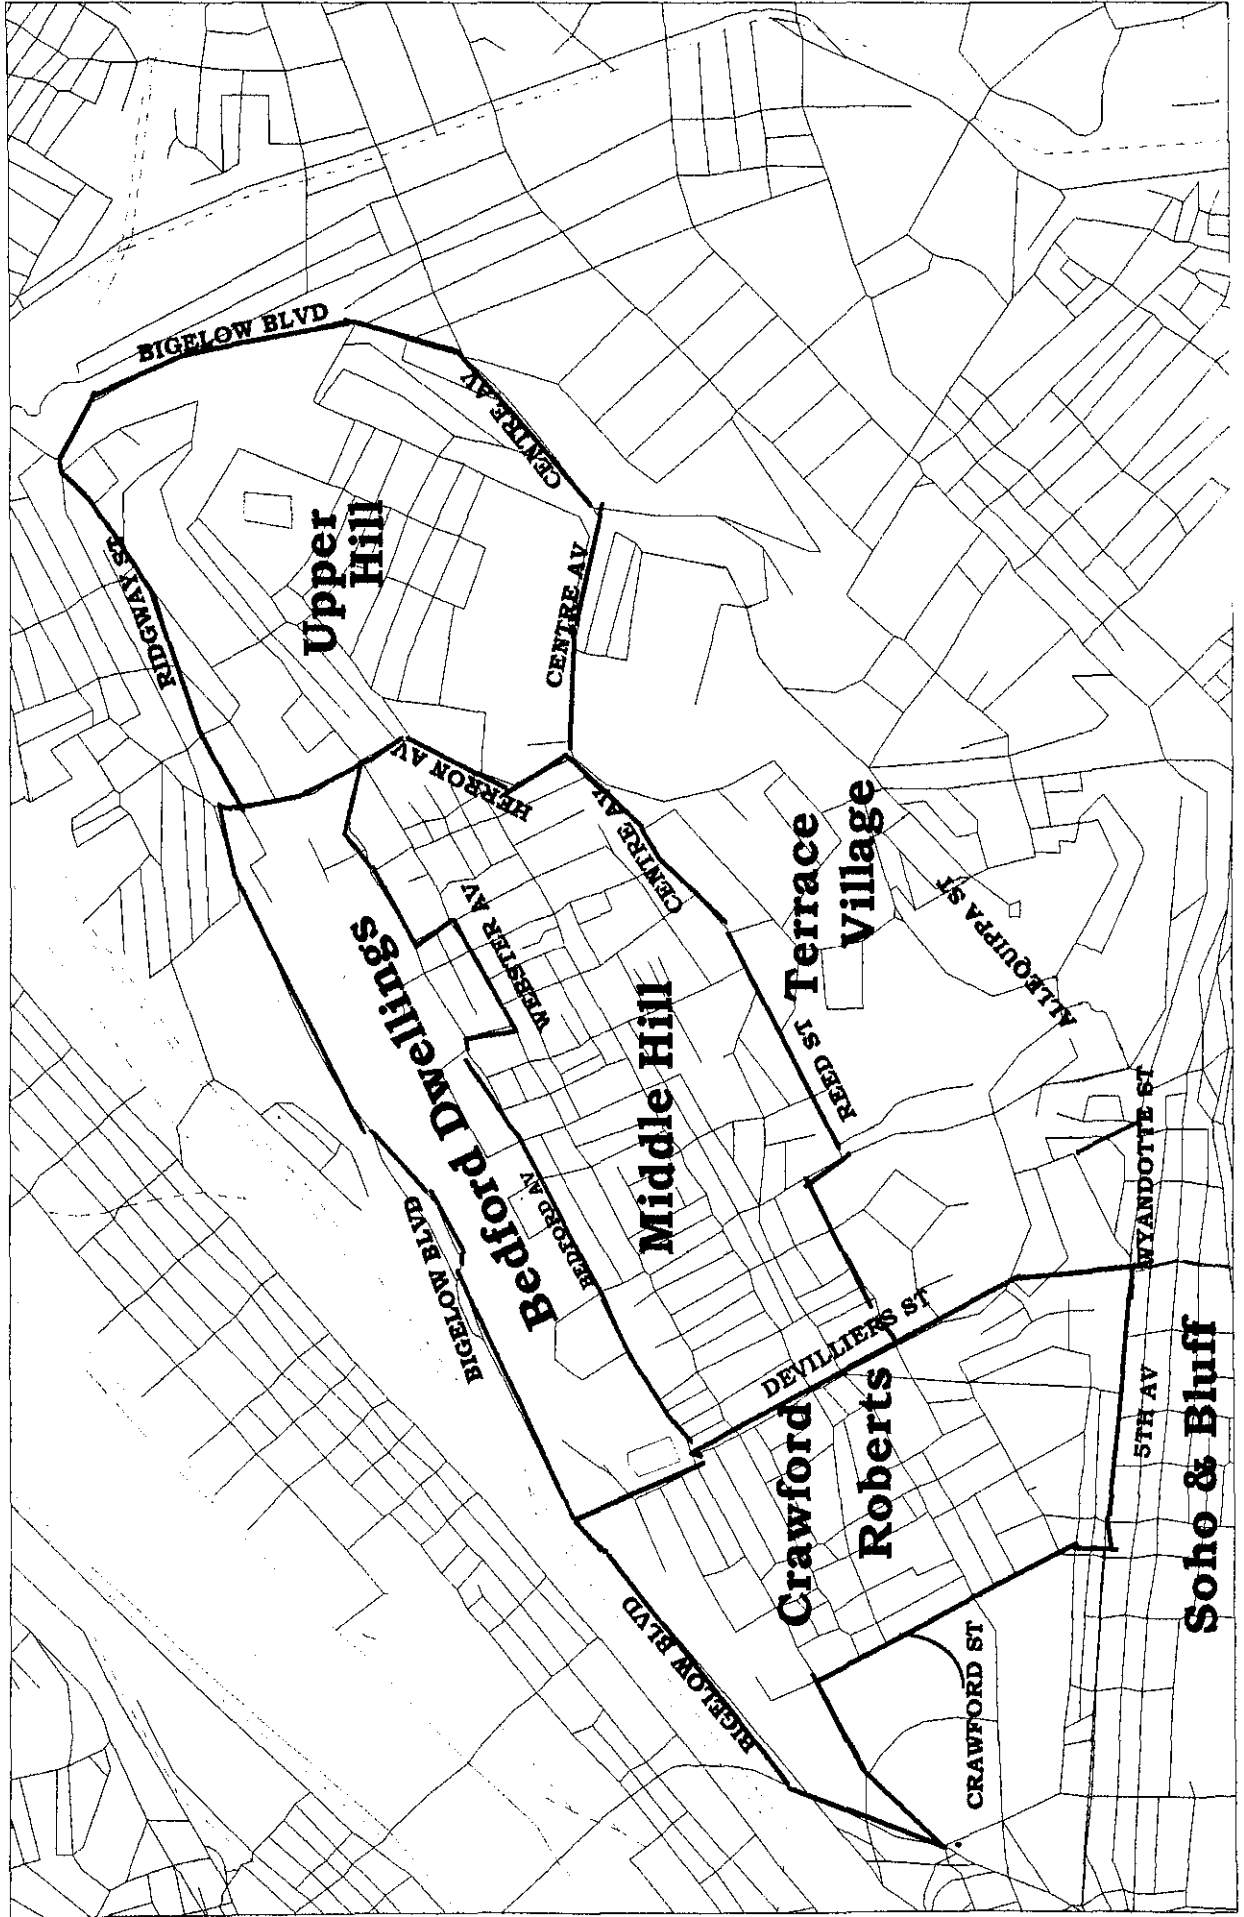 BIGELOW BLVD
CENTRE AV
RIDGWAY ST
Upper
Hill
CENTRE AV
HERRON AV
CENTRE AV
WEBSTER AV
Bedford Dwellings
Terrace
Village
ALLEQUIPPA ST
Middle Hill
REED ST
BEDFORD AV
BIGELOW BLVD
WYANDOTTE ST
DEVILLIERS ST
Crawford
Roberts
5TH AV
Soho & Bluff
BIGELOW BLVD
CRAWFORD ST